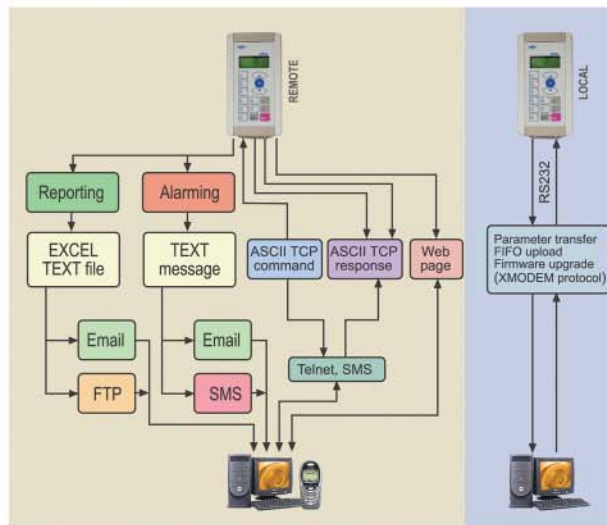 REMOTE
LOCAL
Reporting
Alarming
RS232
EXCEL
TEXT file
TEXT
message
ASCII TCP
command
ASCII TCP
response
Web
page
Parameter transfer
FIFO upload
Firmware upgrade
(XMODEM protocol)
Email
Email
Telnet, SMS
FTP
SMS